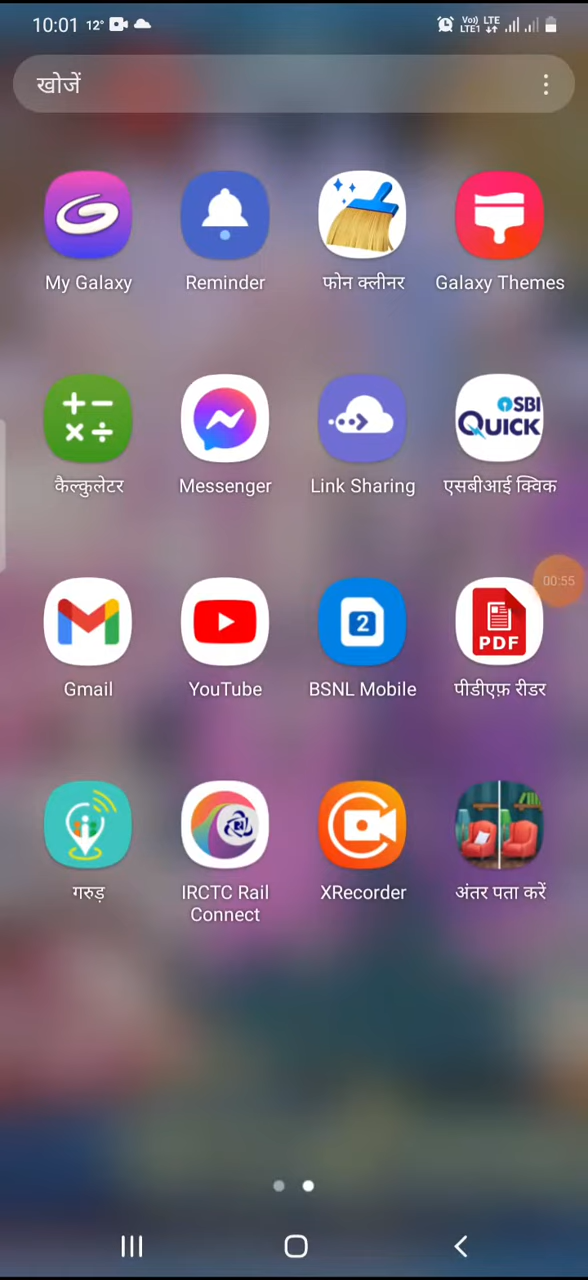 10:01 12°
Vo) LTE
LTE1
खोजें
My Galaxy
Reminder
फोन क्लीनर
Galaxy Themes
SBI
QUICK
कैल्कुलेटर
Messenger
Link Sharing
एसबीआई क्विक
00:55
2
PDF
Gmail
YouTube
BSNL Mobile
पीडीएफ़ रीडर
गरुड़
IRCTC Rail
Connect
XRecorder
अंतर पता करें